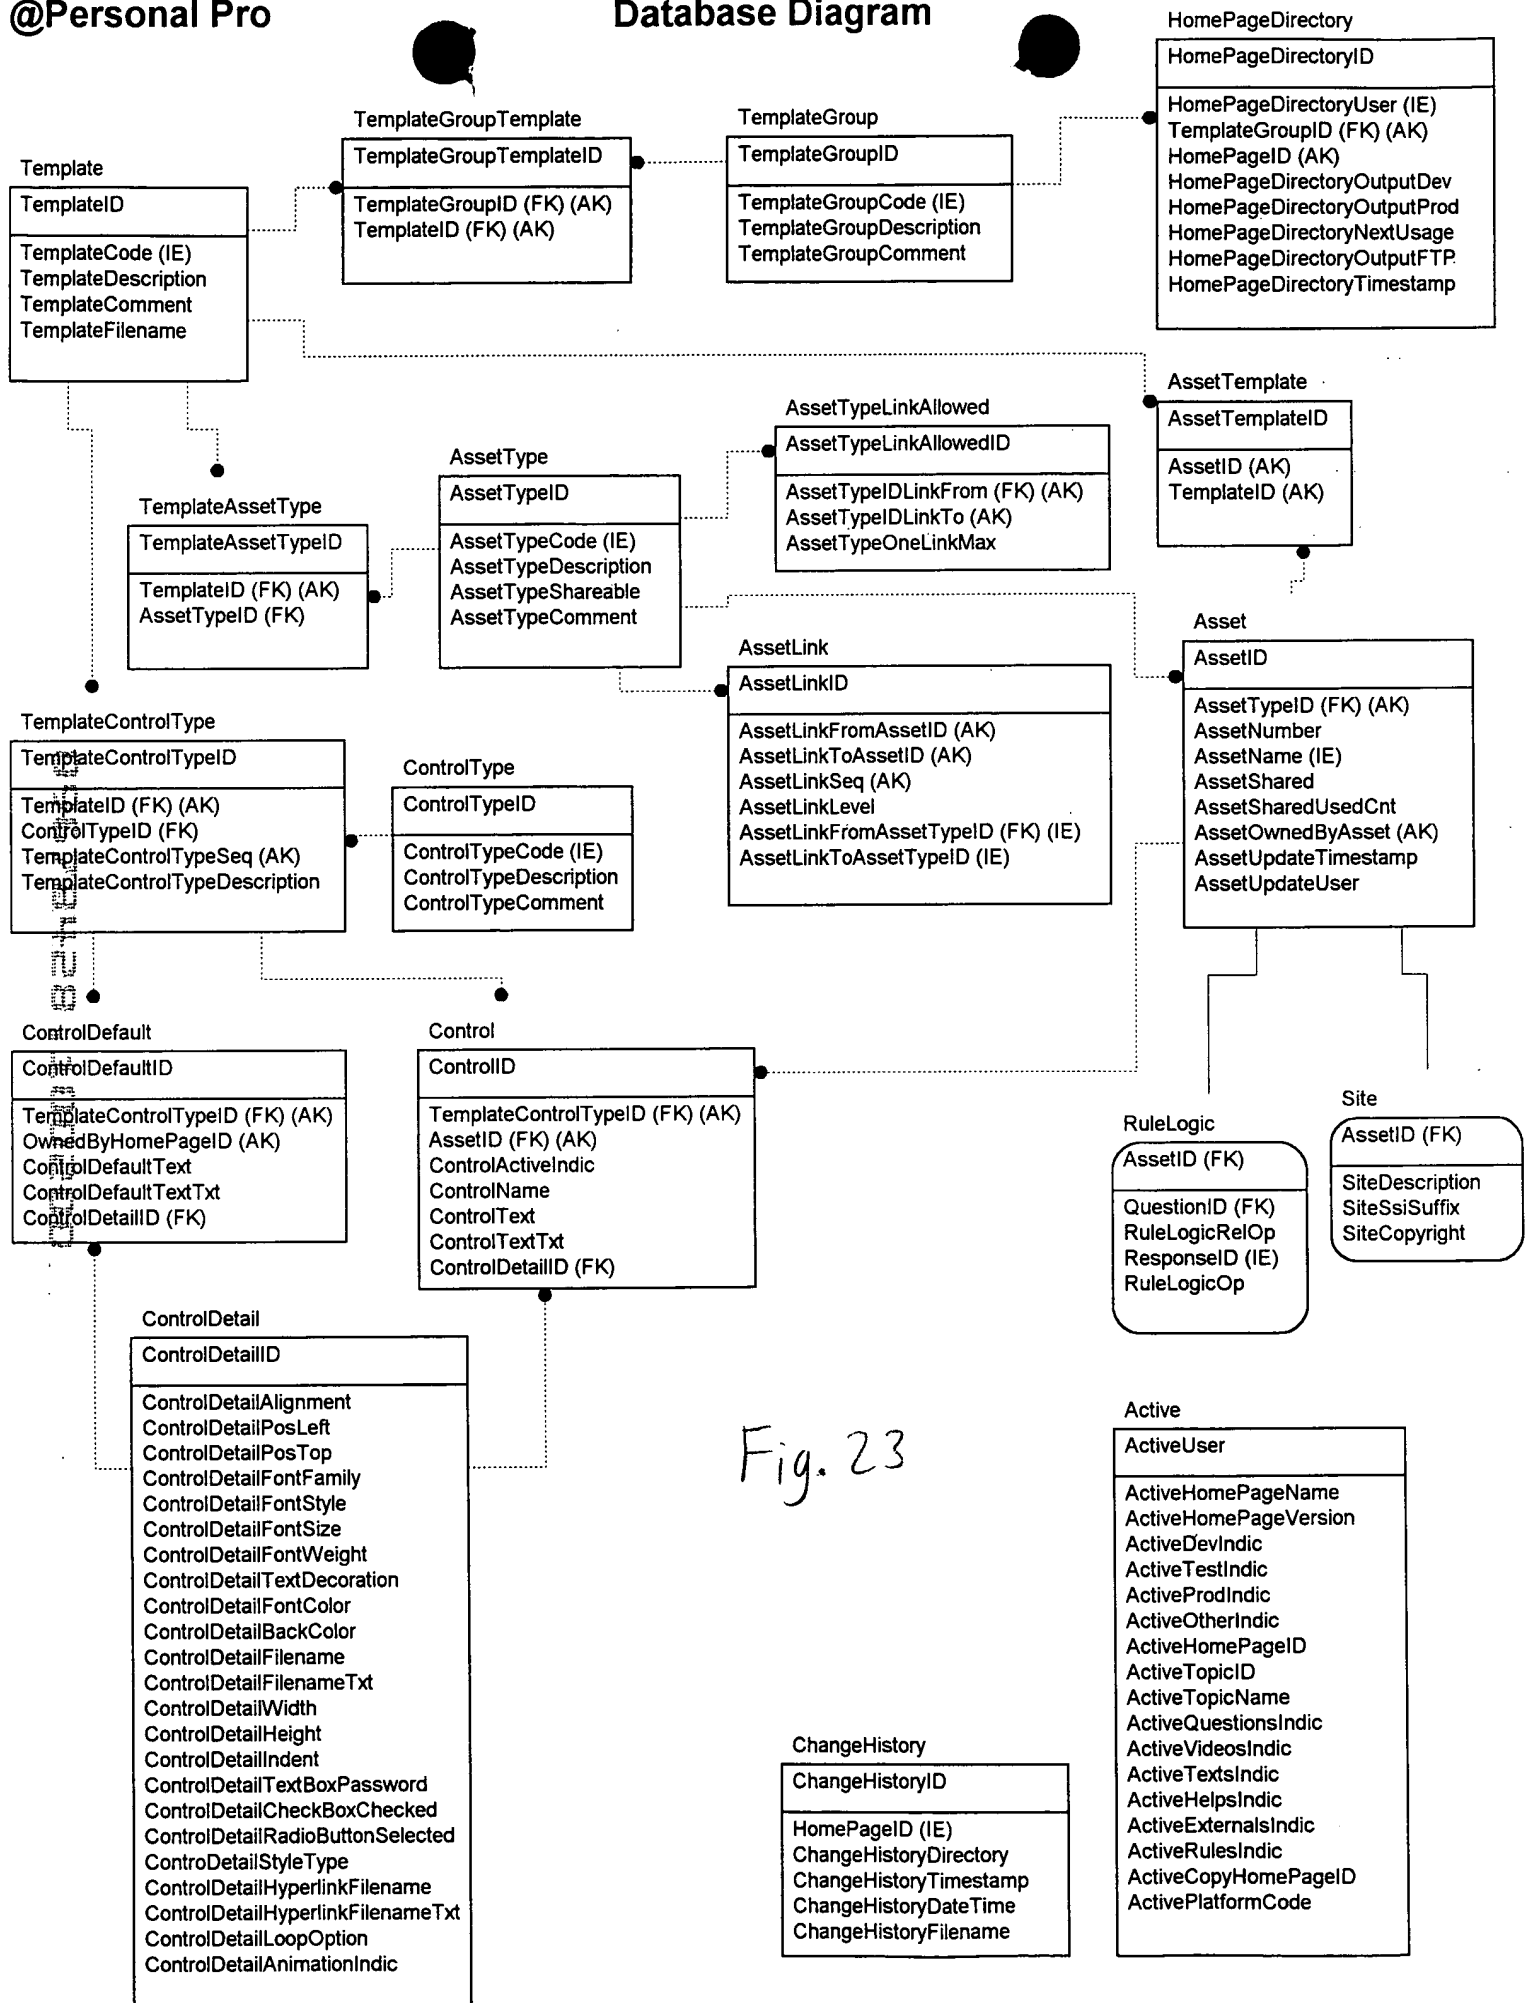 @Personal Pro
Database Diagram
HomePageDirectory
HomePageDirectoryID
HomePageDirectoryUser (IE)
TemplateGroupID (FK) (AK)
HomePageID (AK)
HomePageDirectoryOutputDev
HomePageDirectoryOutputProd
HomePageDirectoryNextUsage
HomePageDirectoryOutputFTP
HomePageDirectoryTimestamp
TemplateGroupTemplate
TemplateGroupTemplateID
TemplateGroupID (FK) (AK)
TemplateID (FK) (AK)
TemplateGroup
TemplateGroupID
TemplateGroupCode (IE)
TemplateGroupDescription
TemplateGroupComment
Template
TemplateID
TemplateCode (IE)
TemplateDescription
TemplateComment
TemplateFilename
AssetTemplate
AssetTemplateID
AssetID (AK)
TemplateID (AK)
AssetTypeLinkAllowed
AssetTypeLinkAllowedID
AssetTypeIDLinkFrom (FK) (AK)
AssetTypeIDLinkTo (AK)
AssetTypeOneLinkMax
AssetType
AssetTypeID
AssetTypeCode (IE)
AssetTypeDescription
AssetTypeShareable
AssetTypeComment
TemplateAssetType
TemplateAssetTypeID
TemplateID (FK) (AK)
AssetTypeID (FK)
Asset
AssetID
AssetTypeID (FK) (AK)
AssetNumber
AssetName (IE)
AssetShared
AssetSharedUsedCnt
AssetOwnedByAsset (AK)
AssetUpdateTimestamp
AssetUpdateUser
AssetLink
AssetLinkID
AssetLinkFromAssetID (AK)
AssetLinkToAssetID (AK)
AssetLinkSeq (AK)
AssetLinkLevel
AssetLinkFromAssetTypeID (FK) (IE)
AssetLinkToAssetTypeID (IE)
TemplateControlType
TemplateControlTypeID
TemplateID (FK) (AK)
ControlTypeID (FK)
TemplateControlTypeSeq (AK)
TemplateControlTypeDescription
ControlType
ControlTypeID
ControlTypeCode (IE)
ControlTypeDescription
ControlTypeComment
ControlDefault
ControlDefaultID
TemplateControlTypeID (FK) (AK)
OwnedByHomePageID (AK)
ControlDefaultText
ControlDefaultTextTxt
ControlDetailID (FK)
Control
ControlID
TemplateControlTypeID (FK) (AK)
AssetID (FK) (AK)
ControlActiveIndic
ControlName
ControlText
ControlTextTxt
ControlDetailID (FK)
RuleLogic
AssetID (FK)
QuestionID (FK)
RuleLogicRelOp
ResponseID (IE)
RuleLogicOp
Site
AssetID (FK)
SiteDescription
SiteSsiSuffix
SiteCopyright
ControlDetail
ControlDetailID
ControlDetailAlignment
ControlDetailPosLeft
ControlDetailPosTop
ControlDetailFontFamily
ControlDetailFontStyle
ControlDetailFontSize
ControlDetailFontWeight
ControlDetailTextDecoration
ControlDetailFontColor
ControlDetailBackColor
ControlDetailFilename
ControlDetailFilenameTxt
ControlDetailWidth
ControlDetailHeight
ControlDetailIndent
ControlDetailTextBoxPassword
ControlDetailCheckBoxChecked
ControlDetailRadioButtonSelected
ControDetailStyleType
ControlDetailHyperlinkFilename
ControlDetailHyperlinkFilenameTxt
ControlDetailLoopOption
ControlDetailAnimationIndic
Fig. 23
ChangeHistory
ChangeHistoryID
HomePageID (IE)
ChangeHistoryDirectory
ChangeHistoryTimestamp
ChangeHistoryDateTime
ChangeHistoryFilename
Active
ActiveUser
ActiveHomePageName
ActiveHomePageVersion
ActiveDevIndic
ActiveTestIndic
ActiveProdIndic
ActiveOtherIndic
ActiveHomePageID
ActiveTopicID
ActiveTopicName
ActiveQuestionsIndic
ActiveVideosIndic
ActiveTextsIndic
ActiveHelpsIndic
ActiveExternalsIndic
ActiveRulesIndic
ActiveCopyHomePageID
ActivePlatformCode